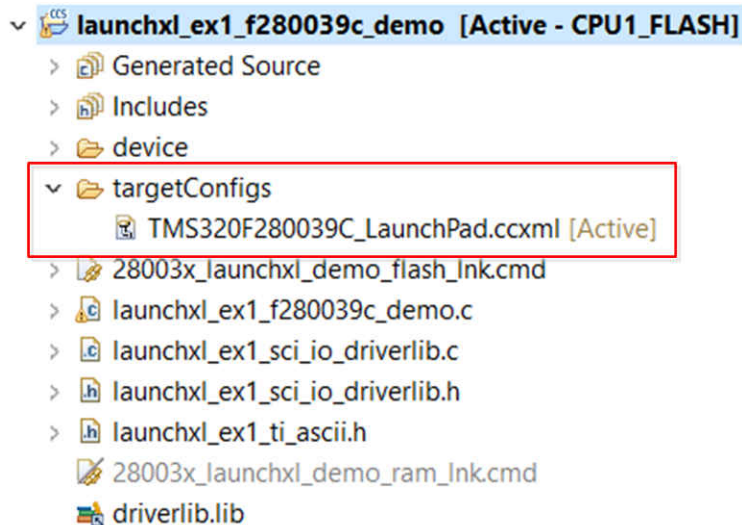 launchxl_ex1_f280039c_demo [Active - CPU1_FLASH]
Generated Source
Includes
device
targetConfigs
TMS320F280039C_LaunchPad.ccxml [Active]
28003x_launchxl_demo_flash_lnk.cmd
launchxl_ex1_f280039c_demo.c
launchxl_ex1_sci_io_driverlib.c
launchxl_ex1_sci_io_driverlib.h
launchxl_ex1_ti_ascii.h
28003x_launchxl_demo_ram_lnk.cmd
driverlib.lib